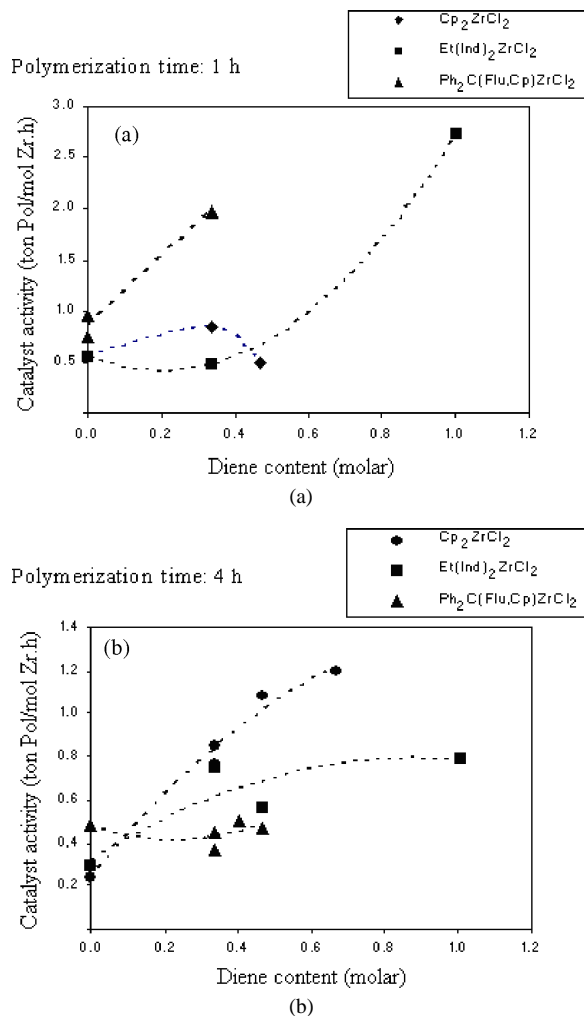 Cp2ZrCl2
Et(Ind)2ZrCl2
Ph2C(Flu,Cp)ZrCl2
Polymerization time: 1 h
(a)
Catalyst activity (ton Pol/mol Zr.h)
3.0
2.5
2.0
1.5
1.0
0.5
0.0 0.2 0.4 0.6 0.8 1.0 1.2
Diene content (molar)
(a)
Cp2ZrCl2
Et(Ind)2ZrCl2
Ph2C(Flu,Cp)ZrCl2
Polymerization time: 4 h
(b)
Catalyst activity (ton Pol/mol Zr.h)
1.4
1.2
1.0
0.8
0.6
0.4
0.2
0.0 0.2 0.4 0.6 0.8 1.0 1.2
Diene content (molar)
(b)